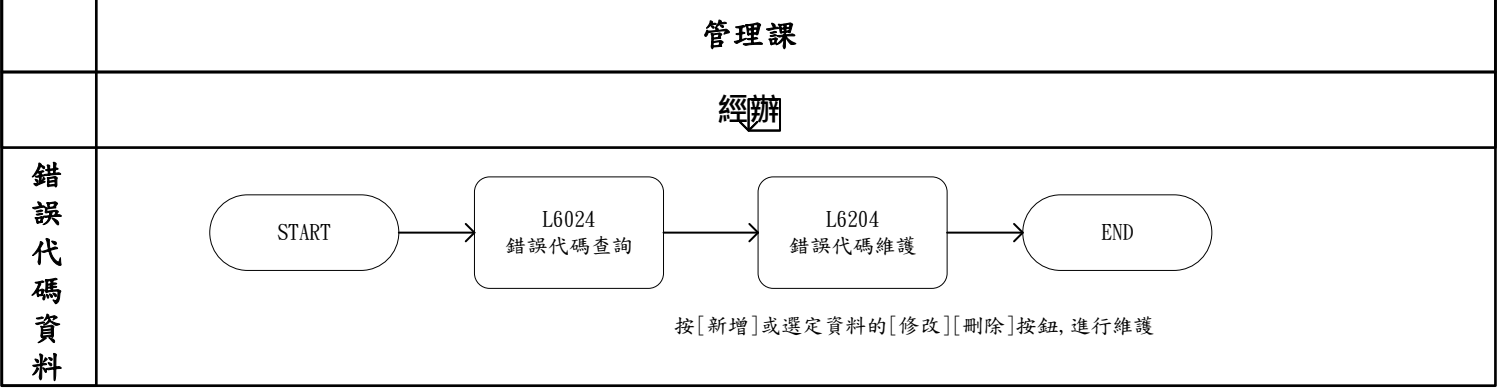 管理課
經辦
錯誤代碼資料
START
L6024
錯誤代碼查詢
L6204
錯誤代碼維護
END
按[新增]或選定資料的[修改][刪除]按鈕,進行維護